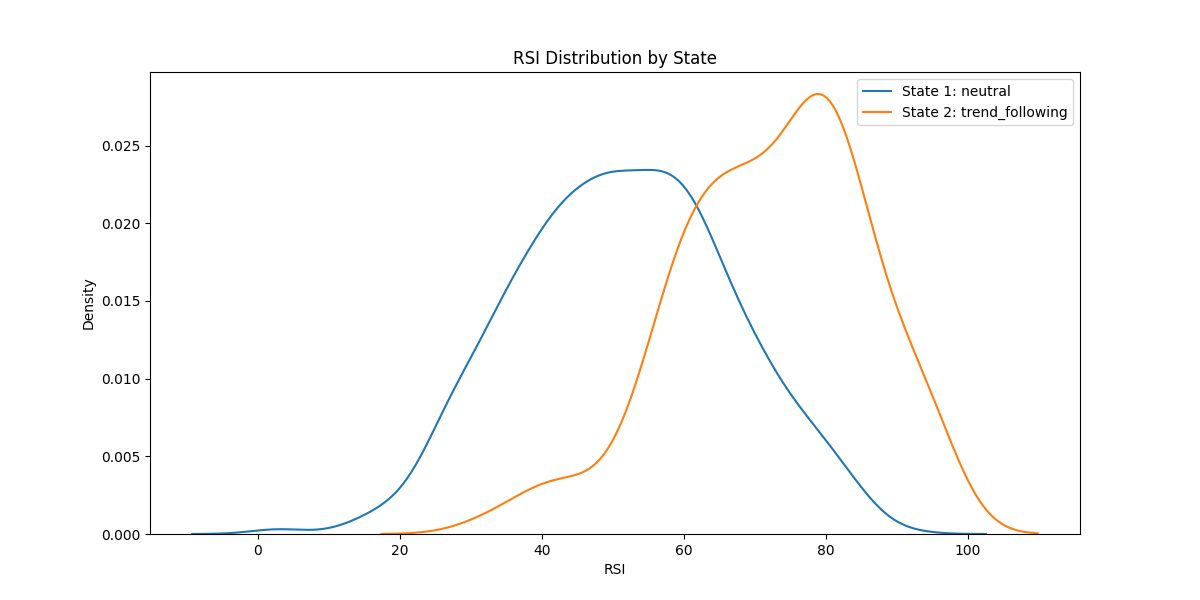 RSI Distribution by State
State 1: neutral
State 2: trend_following
Density
0.025
0.020
0.015
0.010
0.005
0.000
0 20 40 60 80 100
RSI